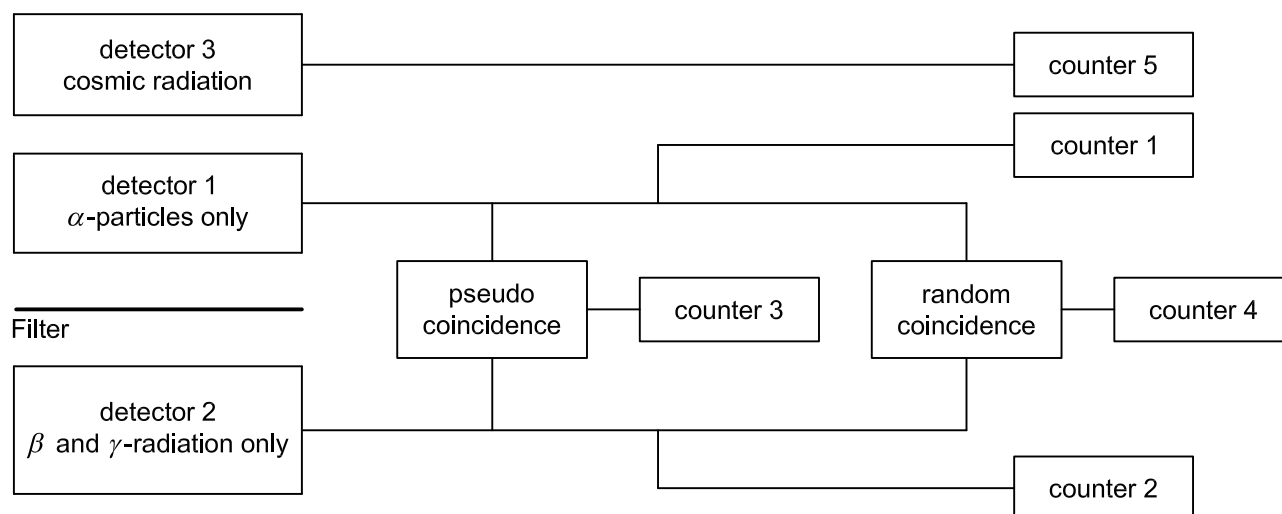 detector 3
cosmic radiation
counter 5
counter 1
detector 1
α-particles only
pseudo
coincidence
counter 3
random
coincidence
counter 4
Filter
detector 2
β and γ-radiation only
counter 2